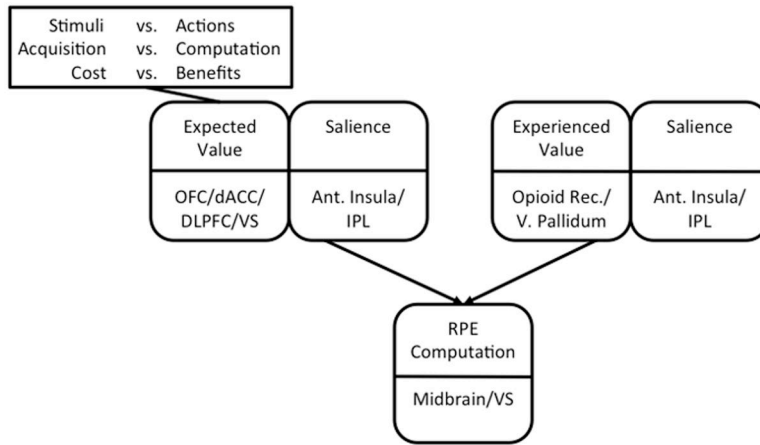 Stimuli vs. Actions
Acquisition vs. Computation
Cost vs. Benefits
Expected
Value
OFC/dACC/
DLPFC/VS
Salience
Ant. Insula/
IPL
Experienced
Value
Opioid Rec./
V. Pallidum
Salience
Ant. Insula/
IPL
RPE
Computation
Midbrain/VS